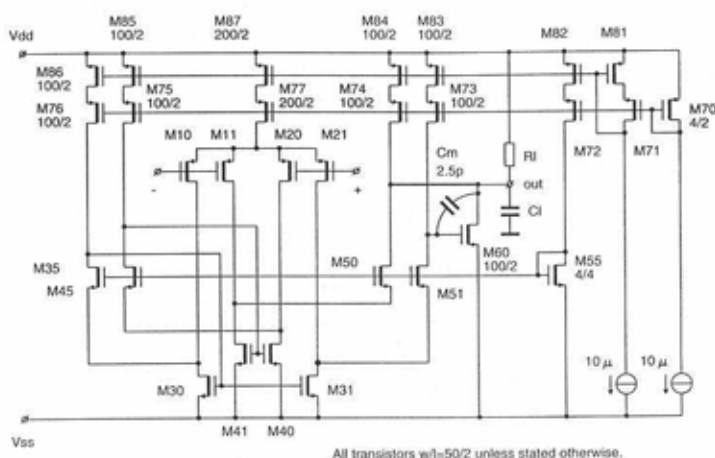 M85
100/2
M87
200/2
M84
100/2
M83
100/2
M82
M81
Vdd
M86
100/2
M75
100/2
M77
200/2
M74
100/2
M73
100/2
M70
4/2
M76
100/2
M10
M11
M20
M21
M72
M71
Cm
2.5p
Rl
out
-
+
Cl
M60
100/2
M35
M45
M50
M51
M55
4/4
M30
M31
10 μ
10 μ
M41
M40
Vss
All transistors w/l=50/2 unless stated otherwise.